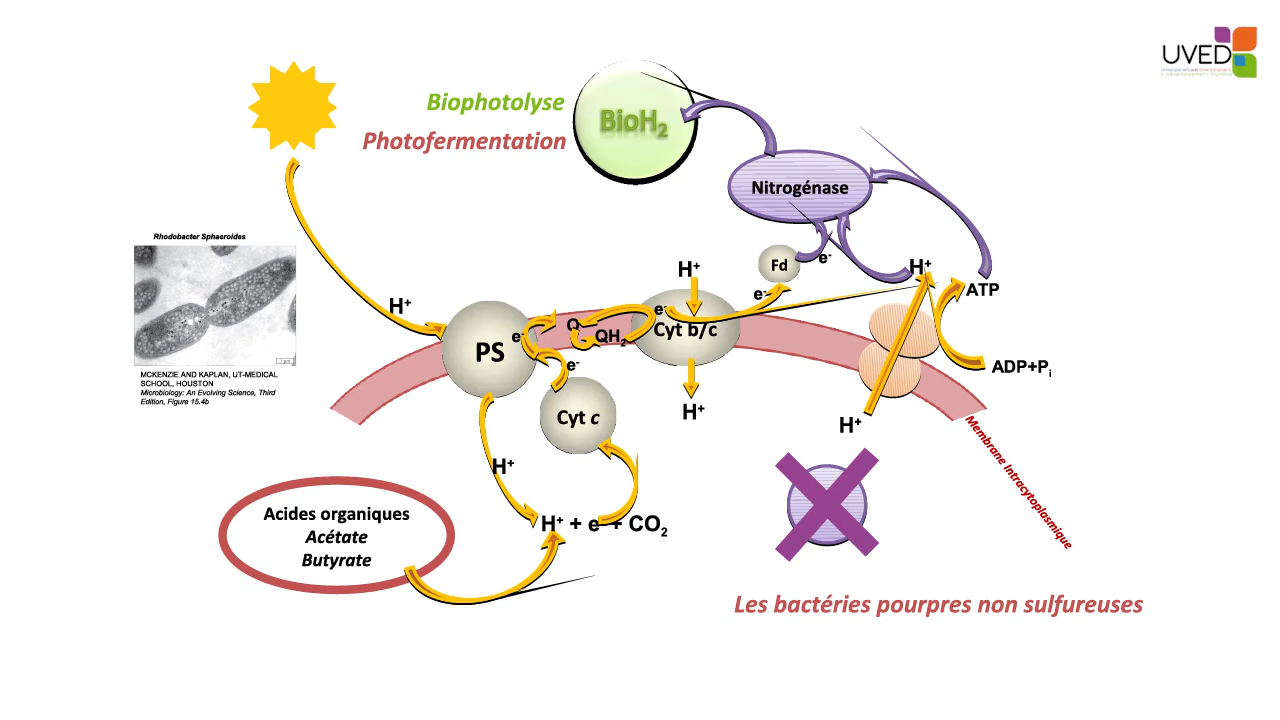 UVED
Biophotolyse
BioH₂
Photofermentation
Nitrogénase
Rhodobacter Sphaeroides
Fd
e⁻
H⁺
H⁺
ATP
e⁻
H⁺
e⁻
Q
e⁻
QH₂
Cyt b/c
PS
e⁻
ADP+Pᵢ
MCKENZIE AND KAPLAN, UT-MEDICAL
SCHOOL, HOUSTON
Microbiology: An Evolving Science, Third
Edition, Figure 15.4b
1 µm
Cyt c
H⁺
H⁺
Membrane Intracytoplasmique
H⁺
Acides organiques
Acétate
Butyrate
H⁺ + e⁻ + CO₂
Les bactéries pourpres non sulfureuses